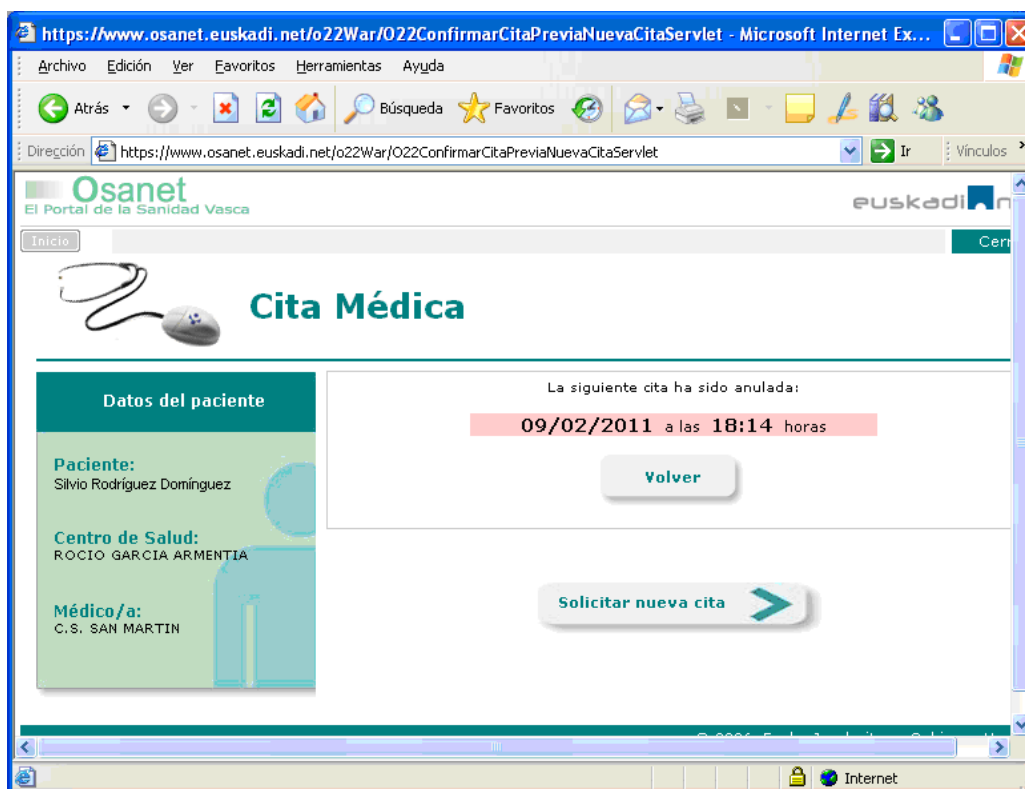 https://www.osanet.euskadi.net/o22War/O22ConfirmarCitaPreviaNuevaCitaServlet - Microsoft Internet Ex...
Archivo Edición Ver Favoritos Herramientas Ayuda
Atrás Búsqueda Favoritos
Dirección https://www.osanet.euskadi.net/o22War/O22ConfirmarCitaPreviaNuevaCitaServlet Ir Vínculos
Osanet
El Portal de la Sanidad Vasca
euskadi n
Inicio
Cerr
Cita Médica
Datos del paciente
Paciente:
Silvio Rodríguez Domínguez
Centro de Salud:
ROCIO GARCIA ARMENTIA
Médico/a:
C.S. SAN MARTIN
La siguiente cita ha sido anulada:
09/02/2011 a las 18:14 horas
Volver
Solicitar nueva cita
Internet